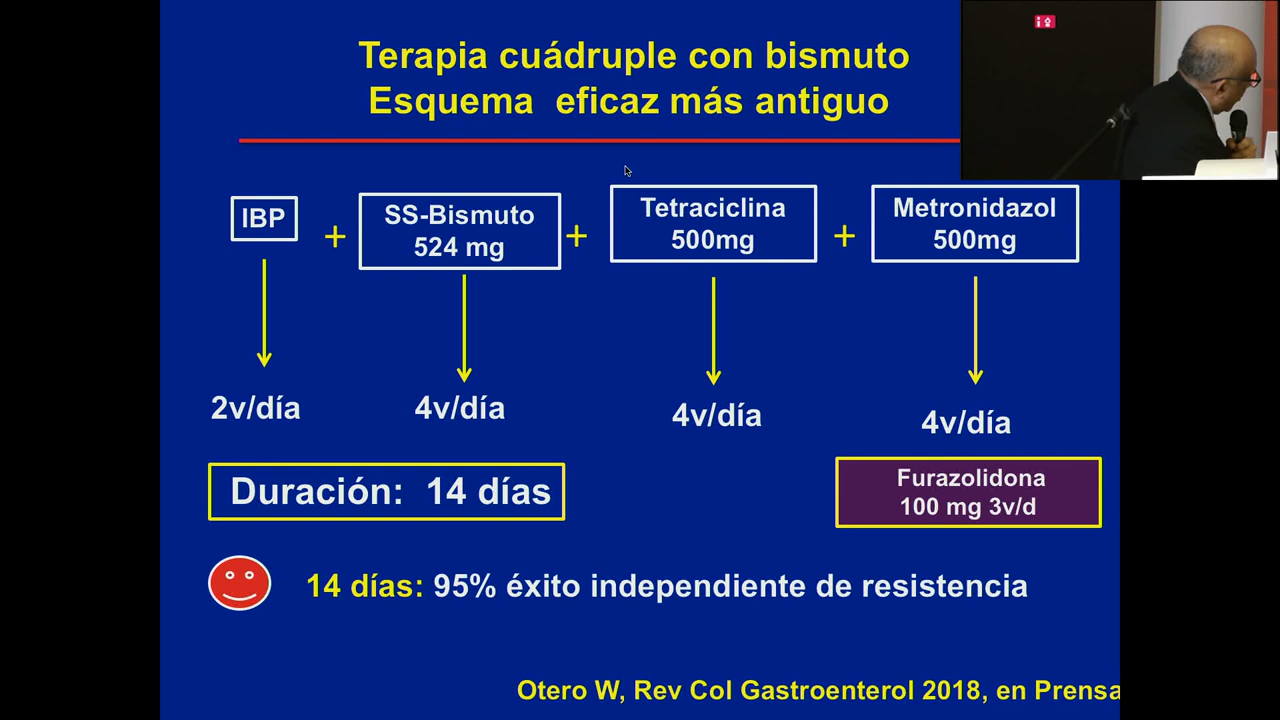 Terapia cuádruple con bismuto
Esquema eficaz más antiguo
IBP
+
SS-Bismuto
524 mg
+
Tetraciclina
500mg
+
Metronidazol
500mg
2v/día
4v/día
4v/día
4v/día
Duración: 14 días
Furazolidona
100 mg 3v/d
14 días: 95% éxito independiente de resistencia
Otero W, Rev Col Gastroenterol 2018, en Prensa